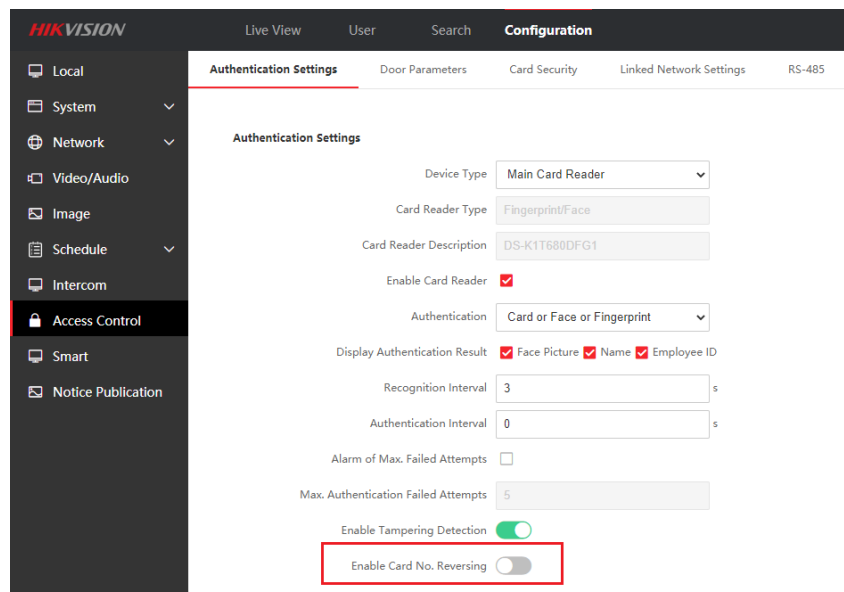 HIKVISION Live View User Search Configuration
Local
System
Network
Video/Audio
Image
Schedule
Intercom
Access Control
Smart
Notice Publication
Authentication Settings Door Parameters Card Security Linked Network Settings RS-485
Authentication Settings
Device Type Main Card Reader
Card Reader Type Fingerprint/Face
Card Reader Description DS-K1T680DFG1
Enable Card Reader
Authentication Card or Face or Fingerprint
Display Authentication Result Face Picture Name Employee ID
Recognition Interval 3 s
Authentication Interval 0 s
Alarm of Max. Failed Attempts
Max. Authentication Failed Attempts 5
Enable Tampering Detection
Enable Card No. Reversing